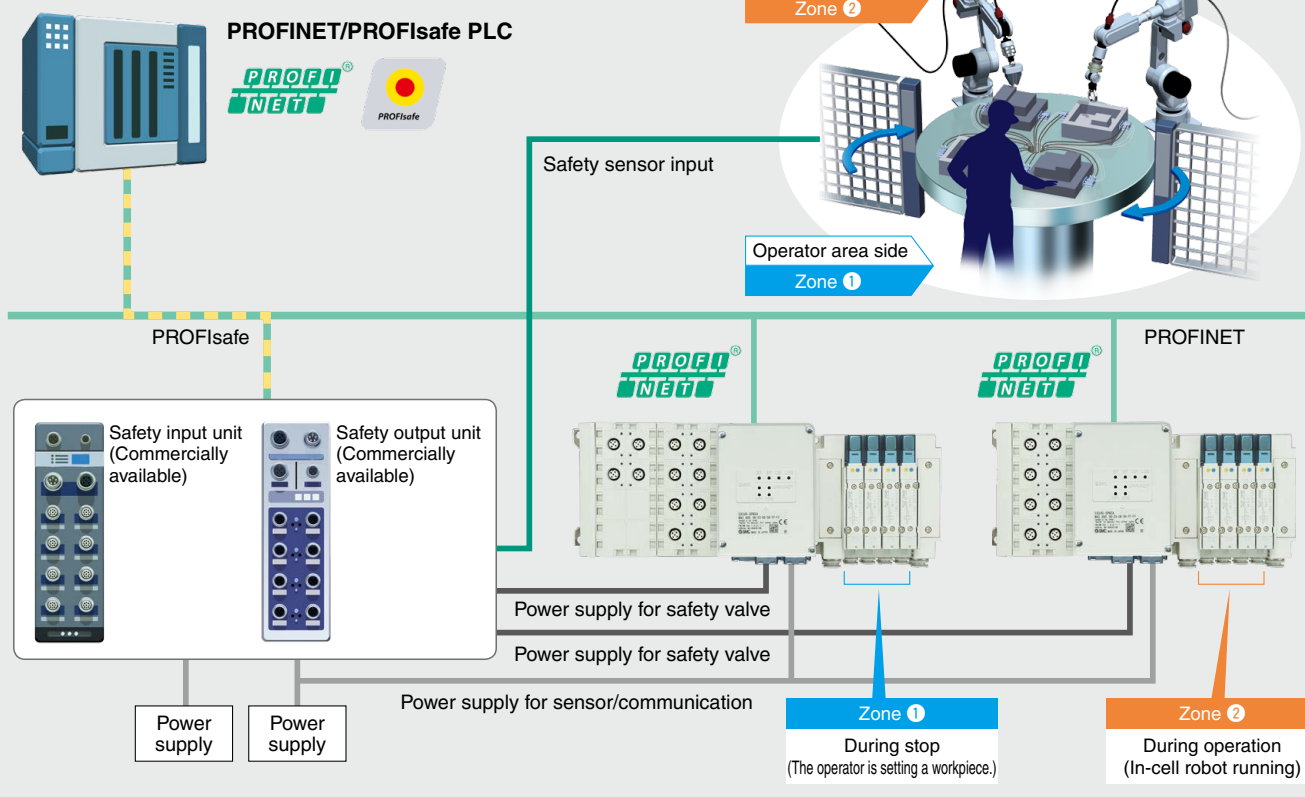 PROFINET/PROFIsafe PLC
PROFI
NET
®
PROFIsafe
Zone ❷
Safety sensor input
Operator area side
Zone ❶
PROFIsafe
PROFINET
PROFI
NET
®
PROFI
NET
®
Safety input unit
(Commercially
available)
Safety output unit
(Commercially
available)
Power supply for safety valve
Power supply for safety valve
Power supply for sensor/communication
Power
supply
Power
supply
Zone ❶
During stop
(The operator is setting a workpiece.)
Zone ❷
During operation
(In-cell robot running)